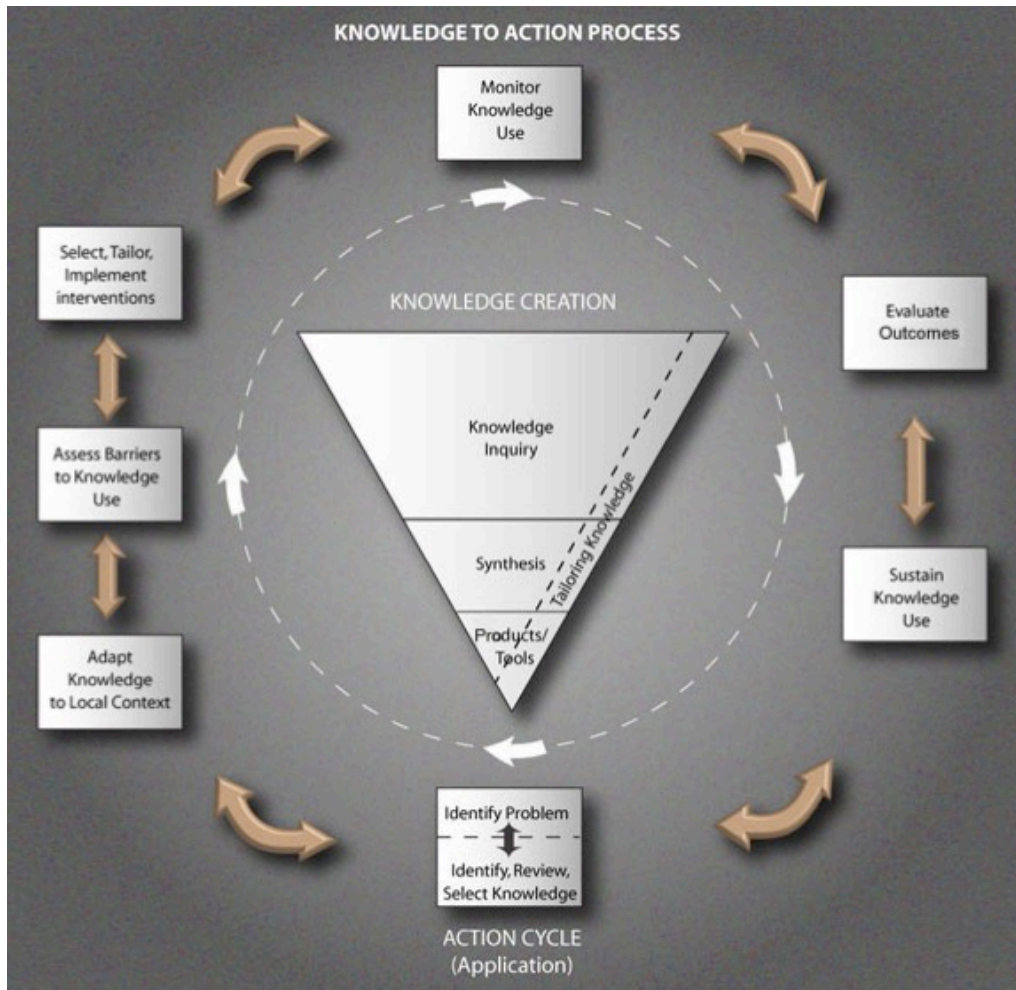 KNOWLEDGE TO ACTION PROCESS
Monitor
Knowledge
Use
Select, Tailor,
Implement
interventions
KNOWLEDGE CREATION
Evaluate
Outcomes
Knowledge
Inquiry
Assess Barriers
to Knowledge
Use
Tailoring Knowledge
Synthesis
Sustain
Knowledge
Use
Products/
Tools
Adapt
Knowledge
to Local Context
Identify Problem
Identify, Review,
Select Knowledge
ACTION CYCLE
(Application)